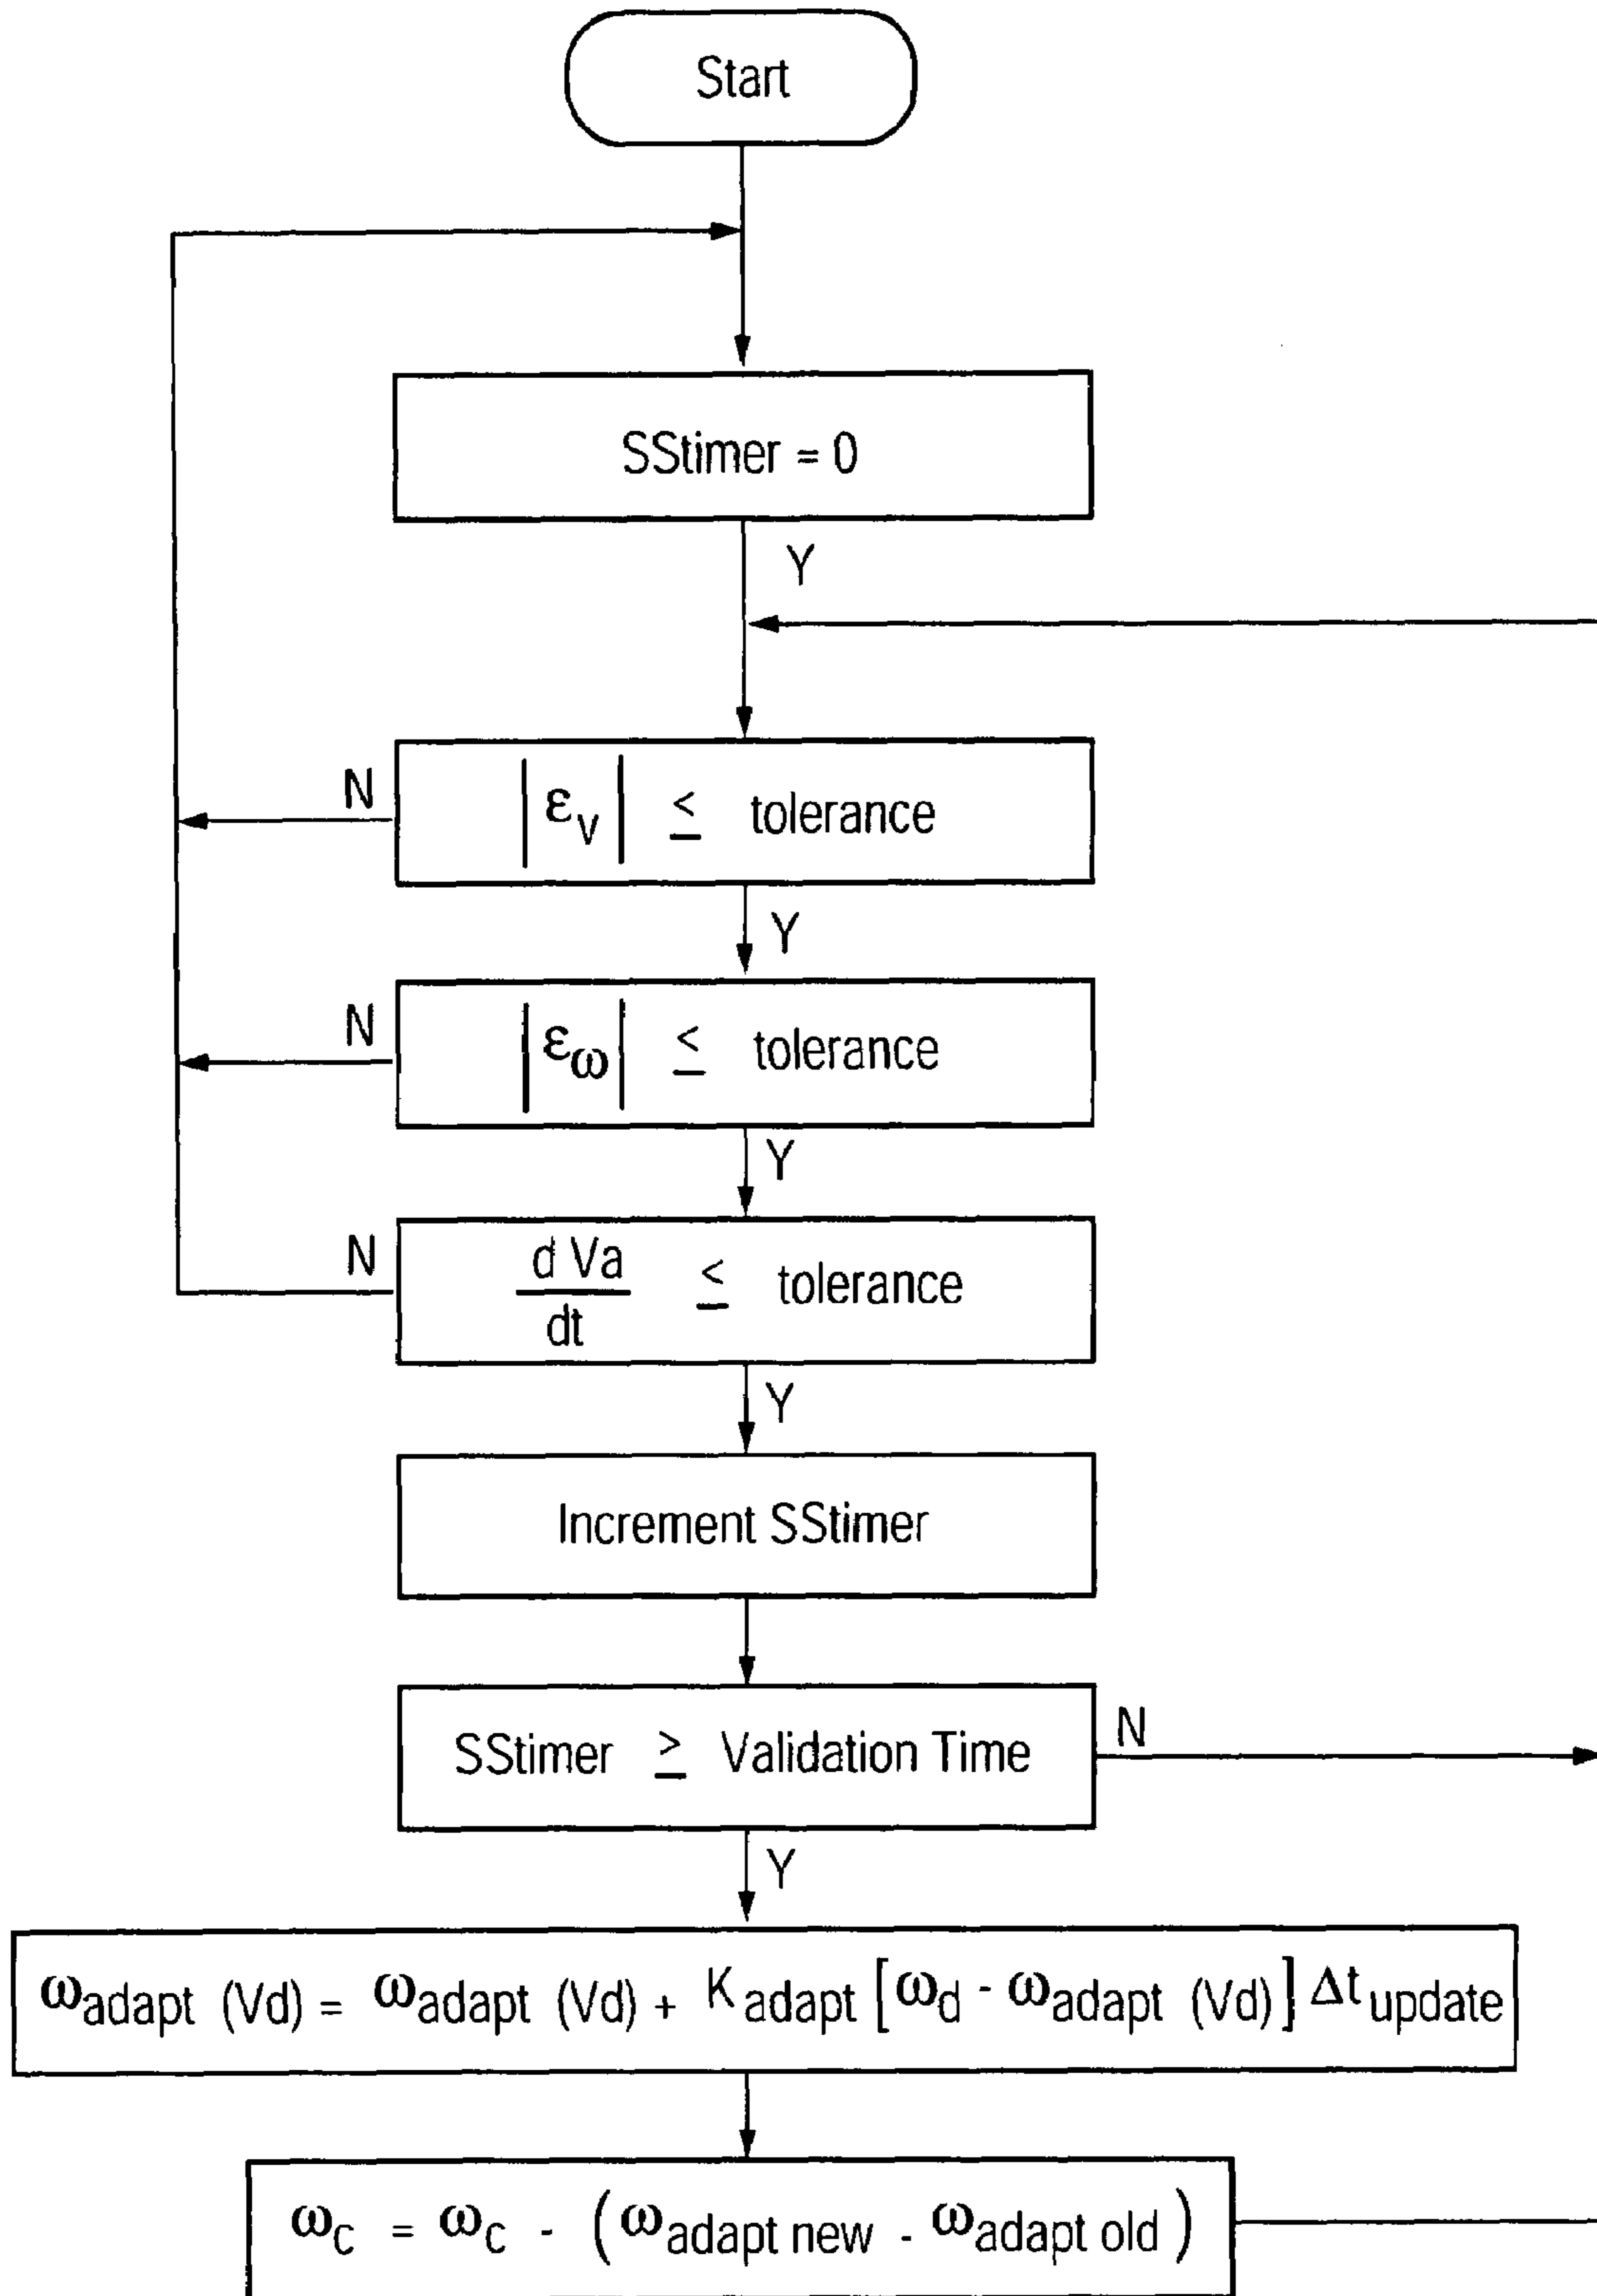 Start
SStimer = 0
Y
N
|εv| ≤ tolerance
Y
N
|εω| ≤ tolerance
Y
N
d Va
dt
≤ tolerance
Y
Increment SStimer
SStimer ≥ Validation Time
N
Y
ωadapt (Vd) = ωadapt (Vd) + Kadapt [ωd - ωadapt (Vd)] Δtupdate
ωc = ωc - (ωadapt new - ωadapt old)